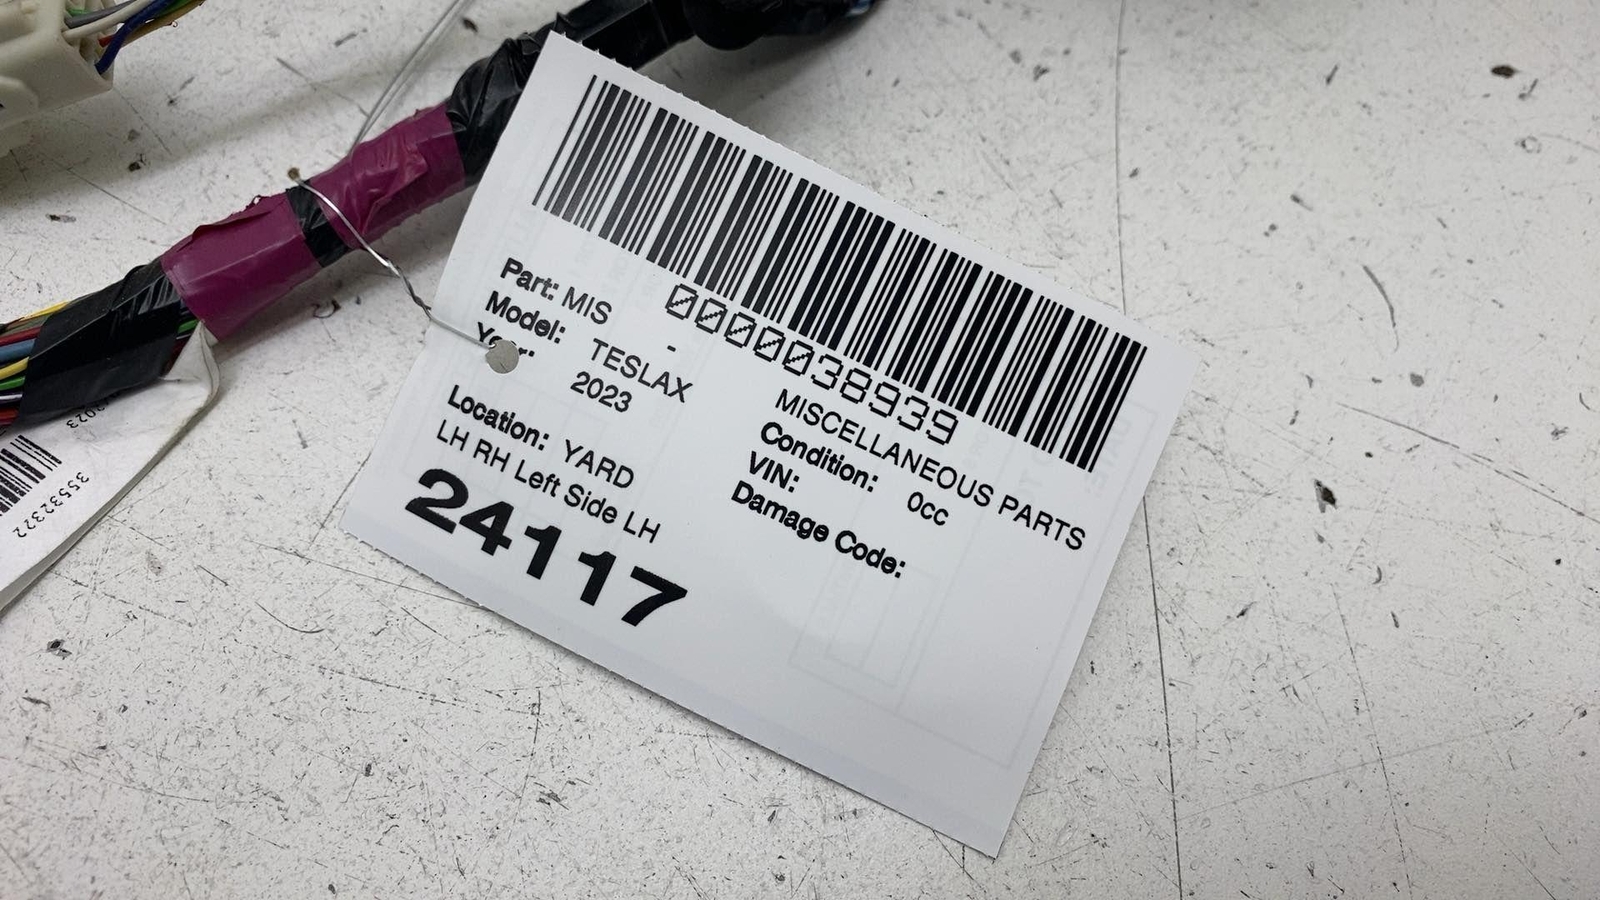 0000038939
Part: MIS -
Model: TESLAX
2023
Location: YARD
LH RH Left Side LH
24117
MISCELLANEOUS PARTS
Condition: 0cc
VIN:
Damage Code:
35532322